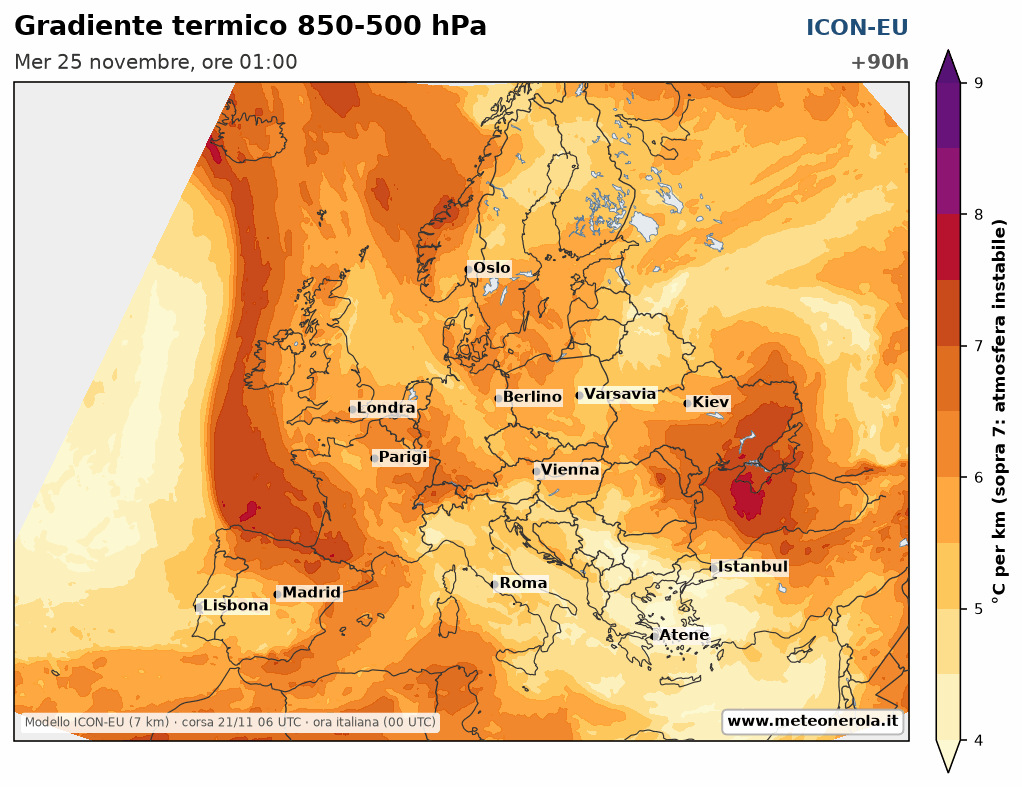 Gradiente termico 850-500 hPa
ICON-EU
Mer 25 novembre, ore 01:00
+90h
Oslo
Berlino
Varsavia
Kiev
Londra
Parigi
Vienna
Istanbul
Roma
Madrid
Lisbona
Atene
Modello ICON-EU (7 km) · corsa 21/11 06 UTC · ora italiana (00 UTC)
www.meteonerola.it
9
8
7
6
5
4
°C per km (sopra 7: atmosfera instabile)